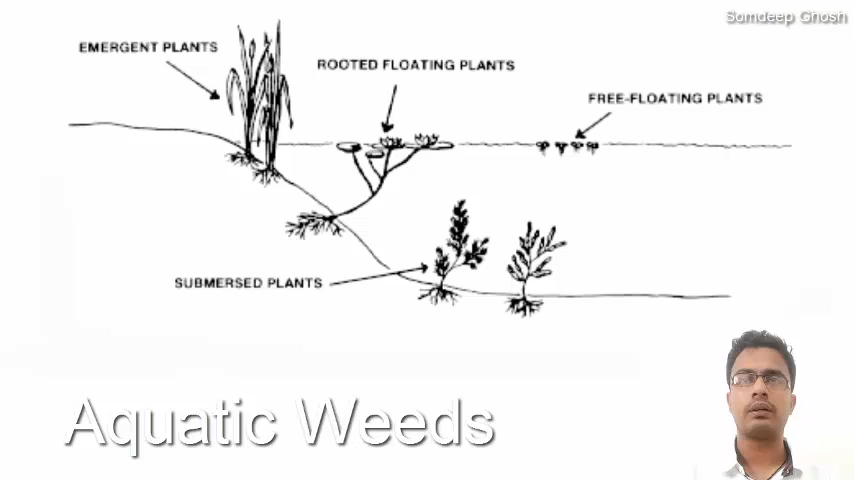 Somdeep Ghosh
EMERGENT PLANTS
ROOTED FLOATING PLANTS
FREE-FLOATING PLANTS
SUBMERSED PLANTS
Aquatic Weeds